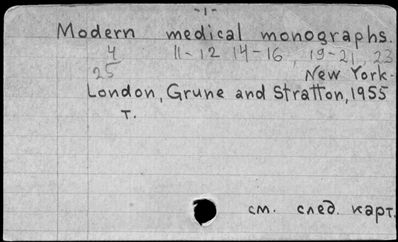 -1-
Modern medical monographs.
4 11-12 14-16, 19-21, 23
25 New York-
London, Grune and Stratton, 1955
т.
см. след. карт.